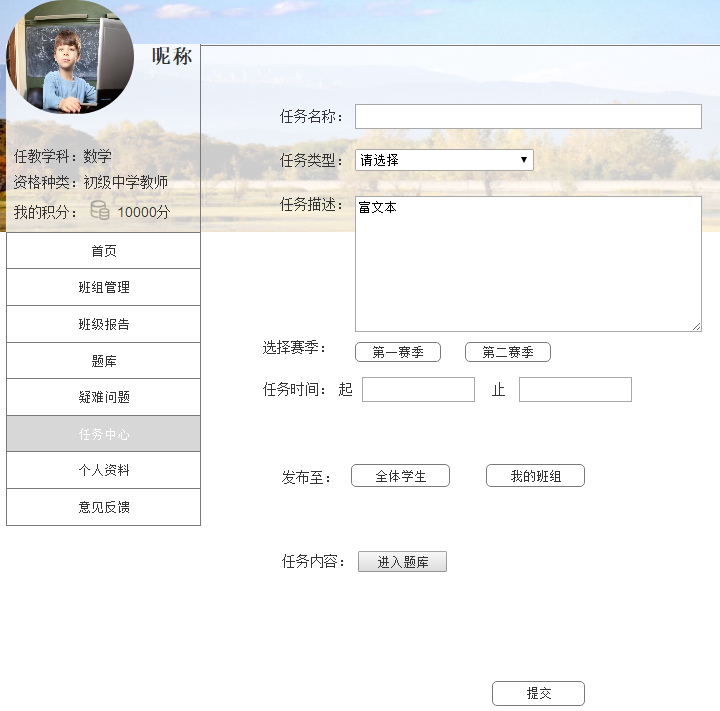 昵称
任教学科：数学
资格种类：初级中学教师
我的积分： 10000分
首页
班组管理
班级报告
题库
疑难问题
任务中心
个人资料
意见反馈
任务名称：
任务类型： 请选择
任务描述： 富文本
选择赛季： 第一赛季 第二赛季
任务时间： 起 止
发布至： 全体学生 我的班组
任务内容： 进入题库
提交